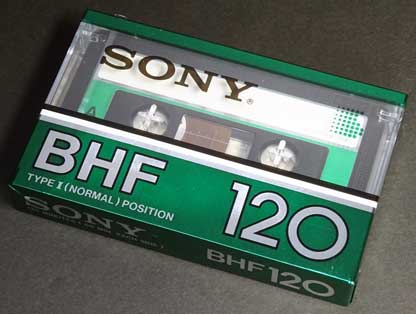 SONY®
A
BHF 120
TYPE I (NORMAL) POSITION
SONY
BHF120